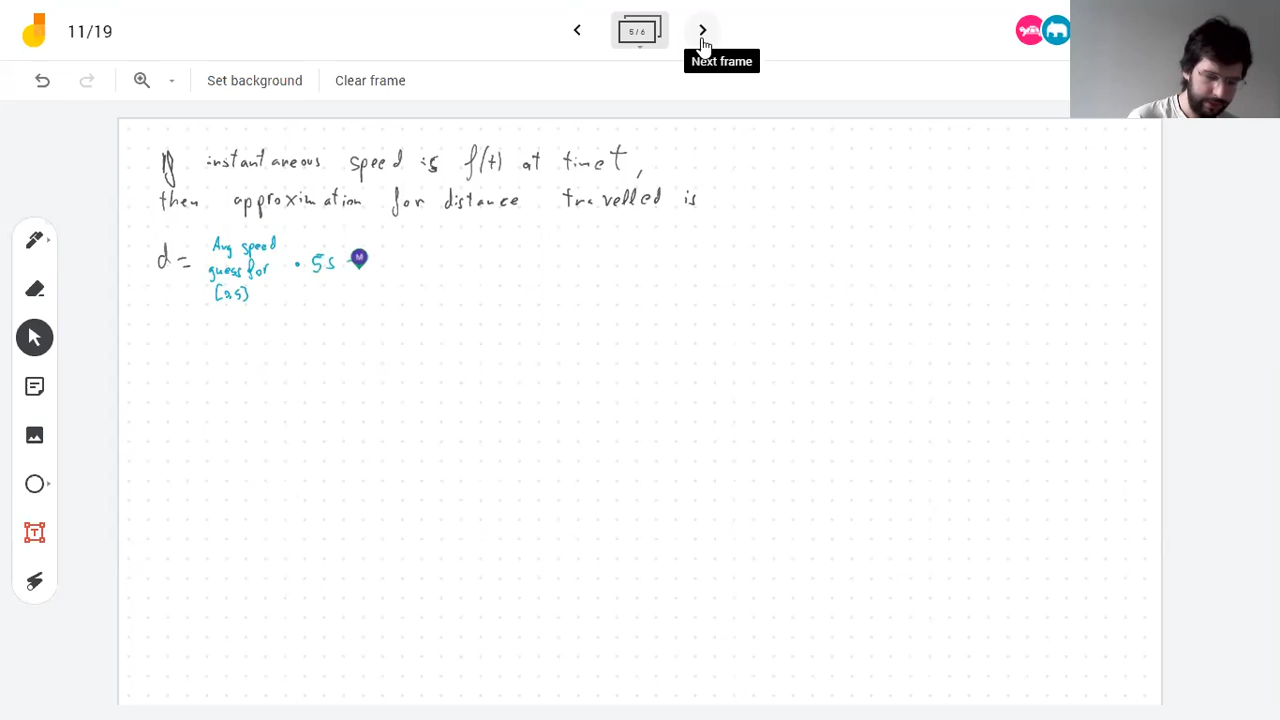 11/19
5 / 6
Next frame
Set background
Clear frame
If instantaneous speed is f(t) at time t,
then approximation for distance travelled is
d = Avg speed
guess for · 5s
M
T